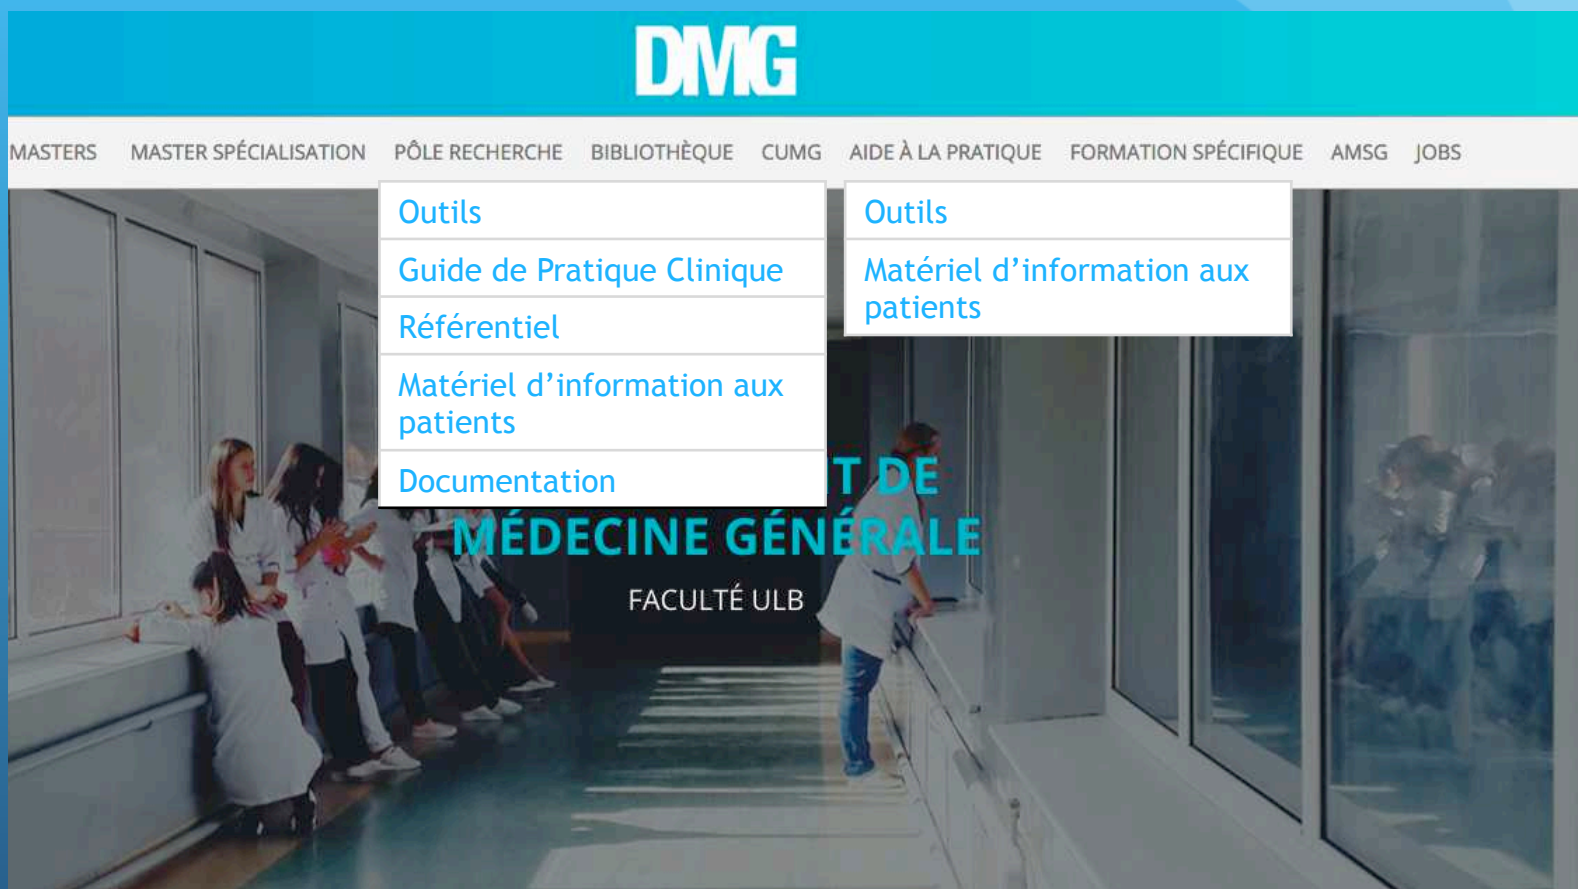 DMG
MASTERS MASTER SPÉCIALISATION PÔLE RECHERCHE BIBLIOTHÈQUE CUMG AIDE À LA PRATIQUE FORMATION SPÉCIFIQUE AMSG JOBS
Outils
Guide de Pratique Clinique
Référentiel
Matériel d’information aux
patients
Documentation
Outils
Matériel d’information aux
patients
T DE
MÉDECINE GÉNÉRALE
FACULTÉ ULB